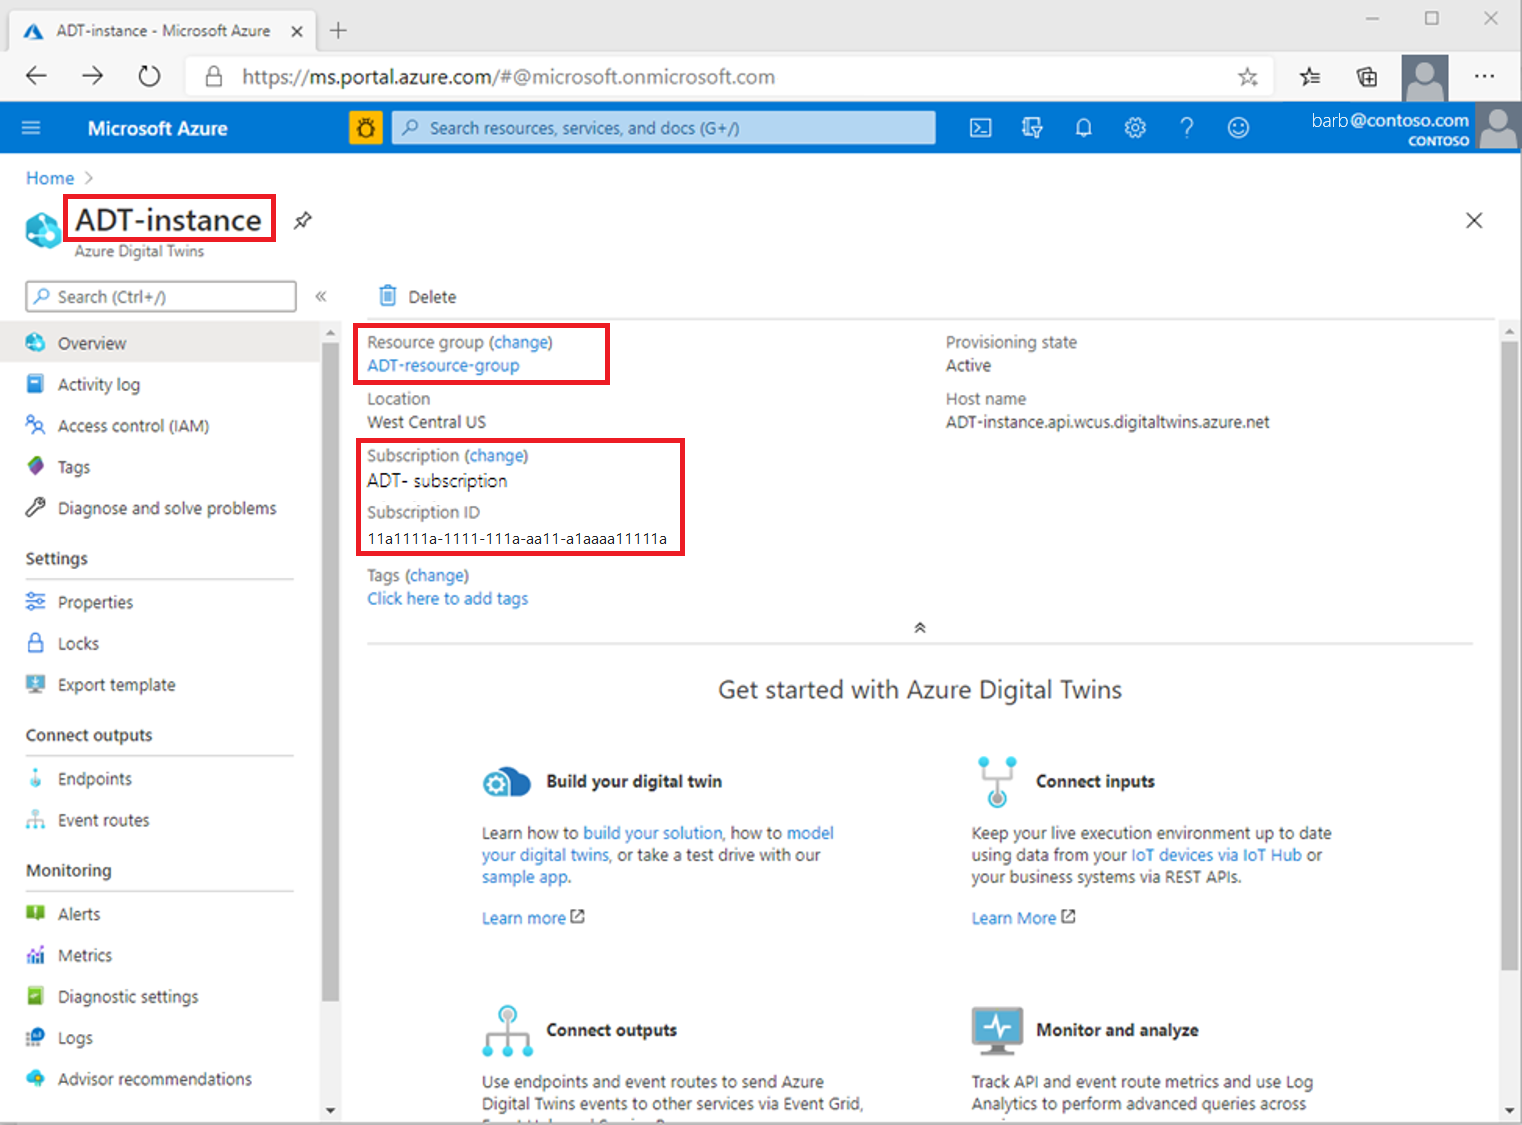 ADT-instance - Microsoft Azure
https://ms.portal.azure.com/#@microsoft.onmicrosoft.com
Microsoft Azure
Search resources, services, and docs (G+/)
barb@contoso.com
CONTOSO
Home
ADT-instance
Azure Digital Twins
Search (Ctrl+/)
Delete
Overview
Activity log
Access control (IAM)
Tags
Diagnose and solve problems
Settings
Properties
Locks
Export template
Connect outputs
Endpoints
Event routes
Monitoring
Alerts
Metrics
Diagnostic settings
Logs
Advisor recommendations
Resource group (change)
ADT-resource-group
Location
West Central US
Subscription (change)
ADT- subscription
Subscription ID
11a1111a-1111-111a-aa11-a1aaaa11111a
Tags (change)
Click here to add tags
Provisioning state
Active
Host name
ADT-instance.api.wcus.digitaltwins.azure.net
Get started with Azure Digital Twins
Build your digital twin
Learn how to build your solution, how to model
your digital twins, or take a test drive with our
sample app.
Learn more
Connect inputs
Keep your live execution environment up to date
using data from your IoT devices via IoT Hub or
your business systems via REST APIs.
Learn More
Connect outputs
Use endpoints and event routes to send Azure
Digital Twins events to other services via Event Grid,
Monitor and analyze
Track API and event route metrics and use Log
Analytics to perform advanced queries across